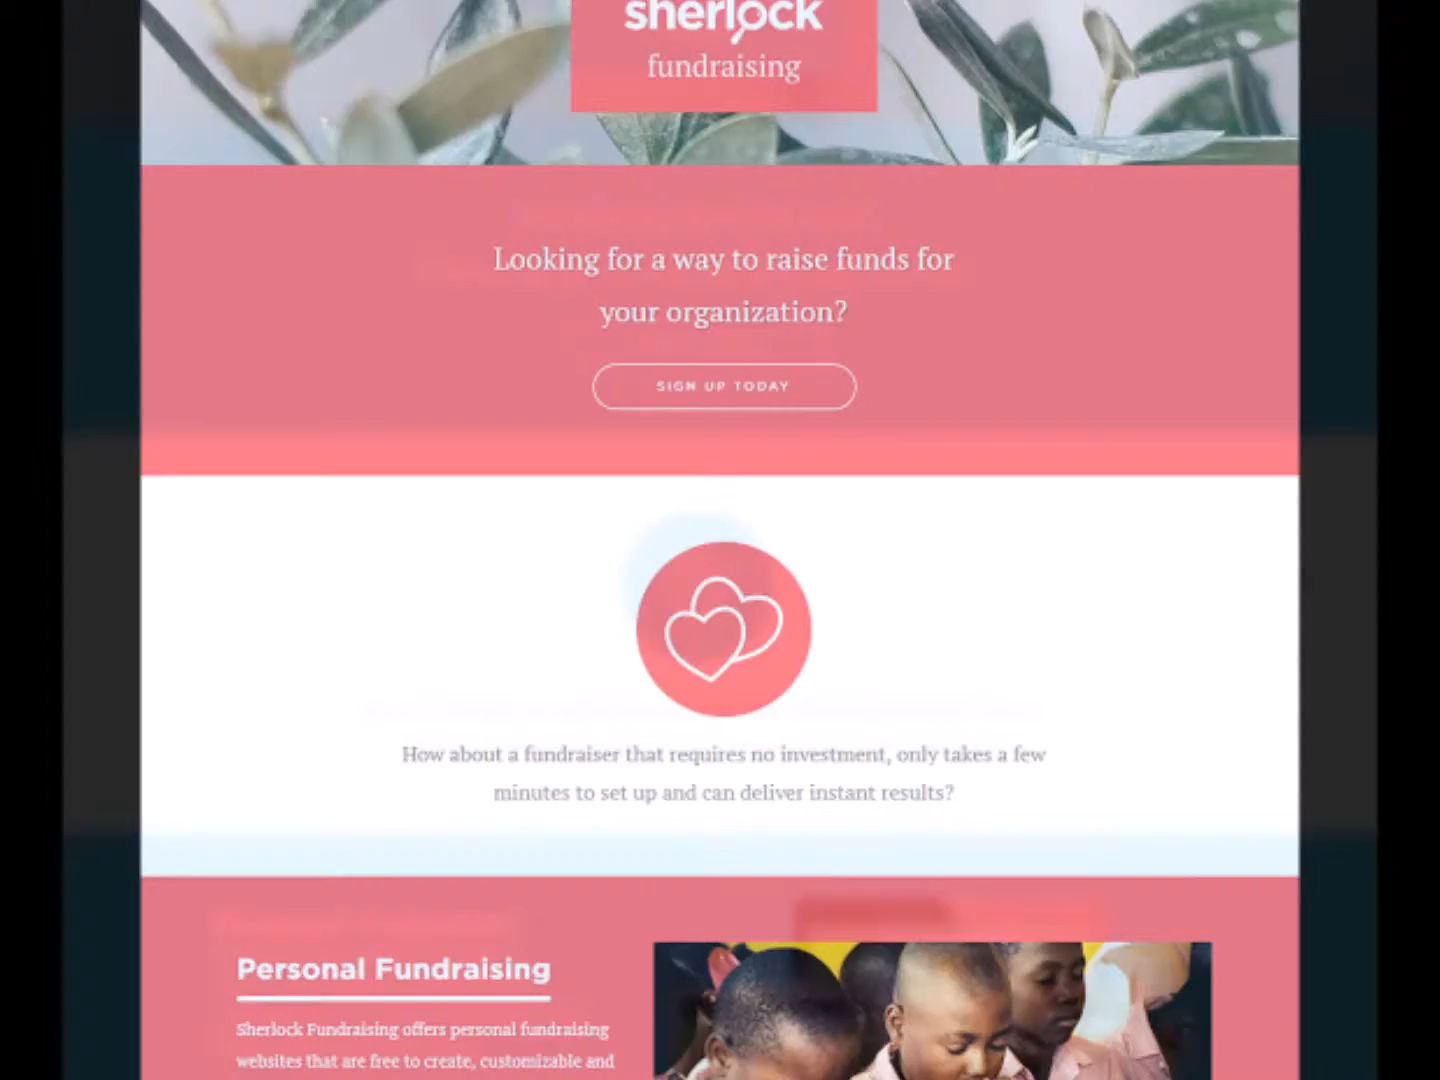 sherlock
fundraising
Looking for a way to raise funds for
your organization?
SIGN UP TODAY
How about a fundraiser that requires no investment, only takes a few
minutes to set up and can deliver instant results?
Personal Fundraising
Sherlock Fundraising offers personal fundraising
websites that are free to create, customizable and